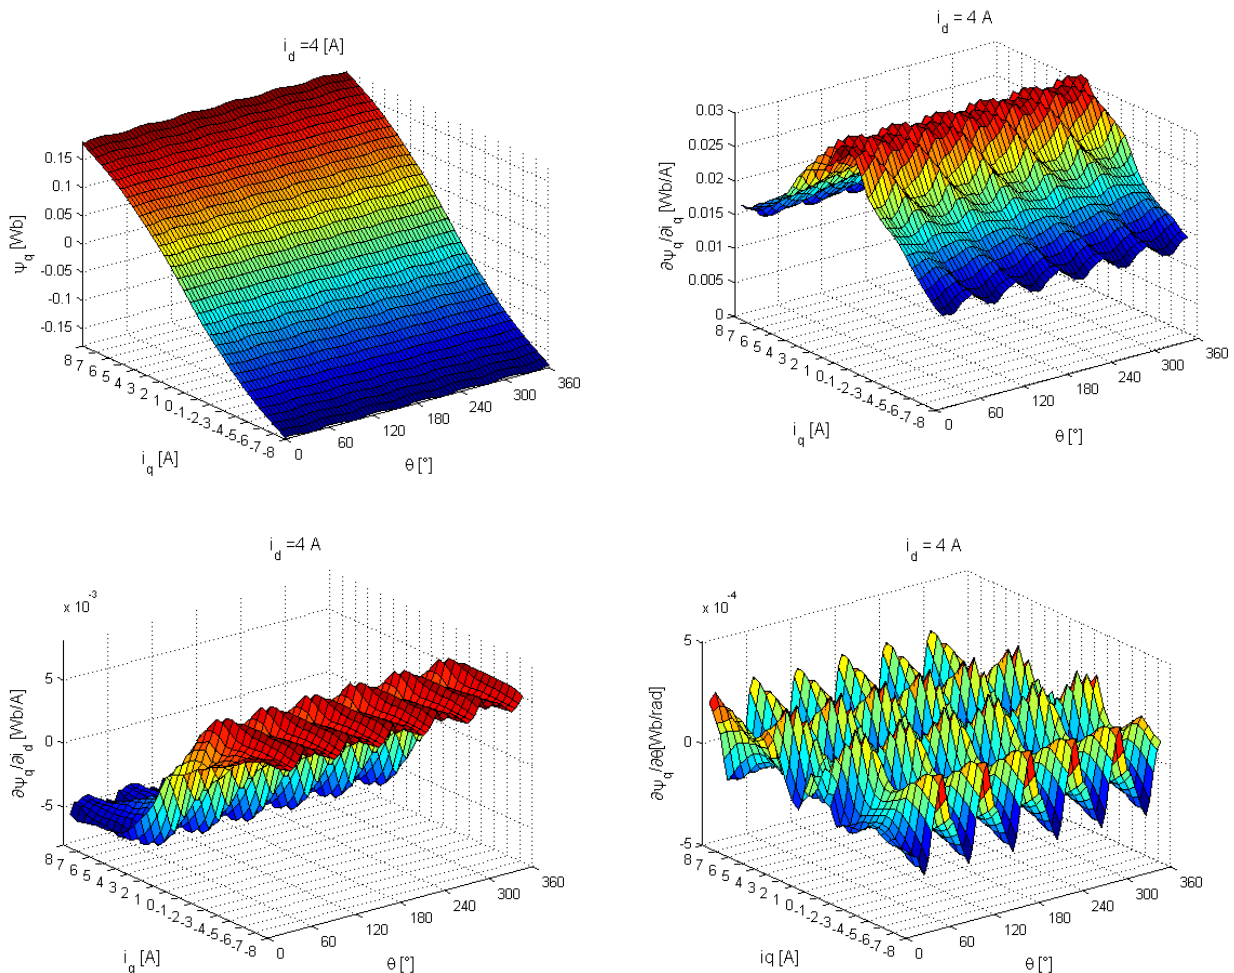 i_d =4 [A]
ψ_q [Wb]
0.15
0.1
0.05
0
-0.05
-0.1
-0.15
8 7 6 5 4 3 2 1 0 -1 -2 -3 -4 -5 -6 -7 -8
i_q [A]
0 60 120 180 240 300 360
θ [°]
i_d = 4 A
∂ψ_q/∂i_q [Wb/A]
0.03
0.025
0.02
0.015
0.01
0.005
0
8 7 6 5 4 3 2 1 0 -1 -2 -3 -4 -5 -6 -7 -8
i_q [A]
0 60 120 180 240 300 360
θ [°]
i_d =4 A
x 10^-3
∂ψ_q/∂i_d [Wb/A]
5
0
-5
8 7 6 5 4 3 2 1 0 -1 -2 -3 -4 -5 -6 -7 -8
i_q [A]
0 60 120 180 240 300 360
θ [°]
i_d = 4 A
x 10^-4
∂ψ_q/∂θ[Wb/rad]
5
0
-5
8 7 6 5 4 3 2 1 0 -1 -2 -3 -4 -5 -6 -7 -8
iq [A]
0 60 120 180 240 300 360
θ [°]